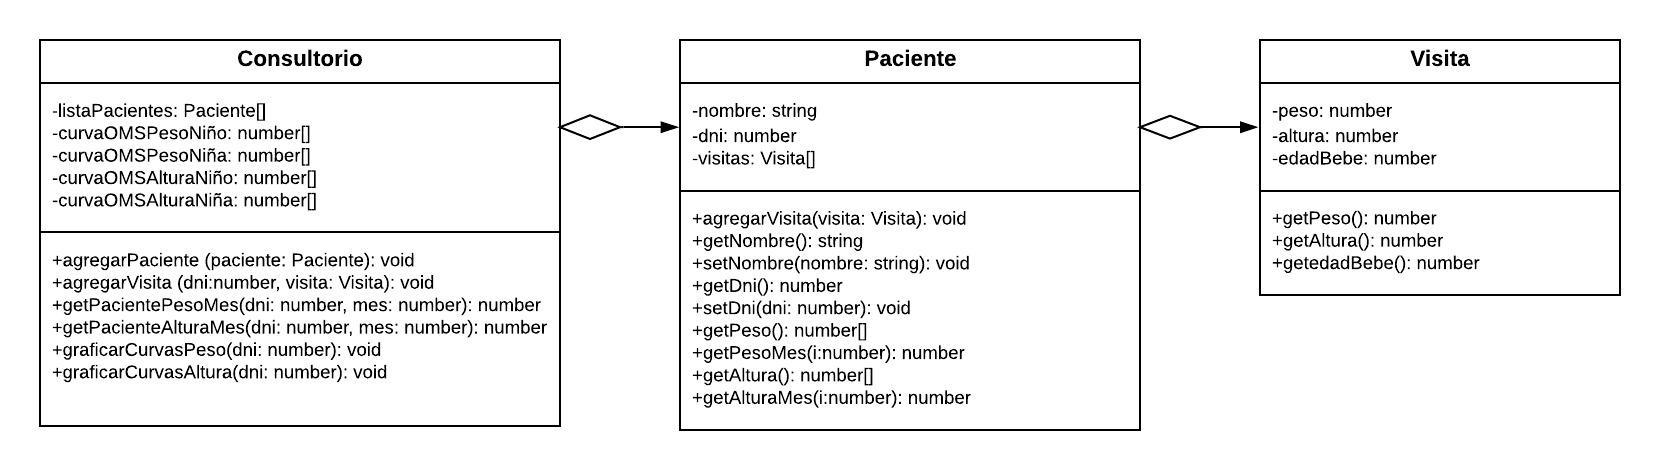 Consultorio
-listaPacientes: Paciente[]
-curvaOMSPesoNiño: number[]
-curvaOMSPesoNiña: number[]
-curvaOMSAlturaNiño: number[]
-curvaOMSAlturaNiña: number[]
+agregarPaciente (paciente: Paciente): void
+agregarVisita (dni:number, visita: Visita): void
+getPacientePesoMes(dni: number, mes: number): number
+getPacienteAlturaMes(dni: number, mes: number): number
+graficarCurvasPeso(dni: number): void
+graficarCurvasAltura(dni: number): void
Paciente
-nombre: string
-dni: number
-visitas: Visita[]
+agregarVisita(visita: Visita): void
+getNombre(): string
+setNombre(nombre: string): void
+getDni(): number
+setDni(dni: number): void
+getPeso(): number[]
+getPesoMes(i:number): number
+getAltura(): number[]
+getAlturaMes(i:number): number
Visita
-peso: number
-altura: number
-edadBebe: number
+getPeso(): number
+getAltura(): number
+getedadBebe(): number